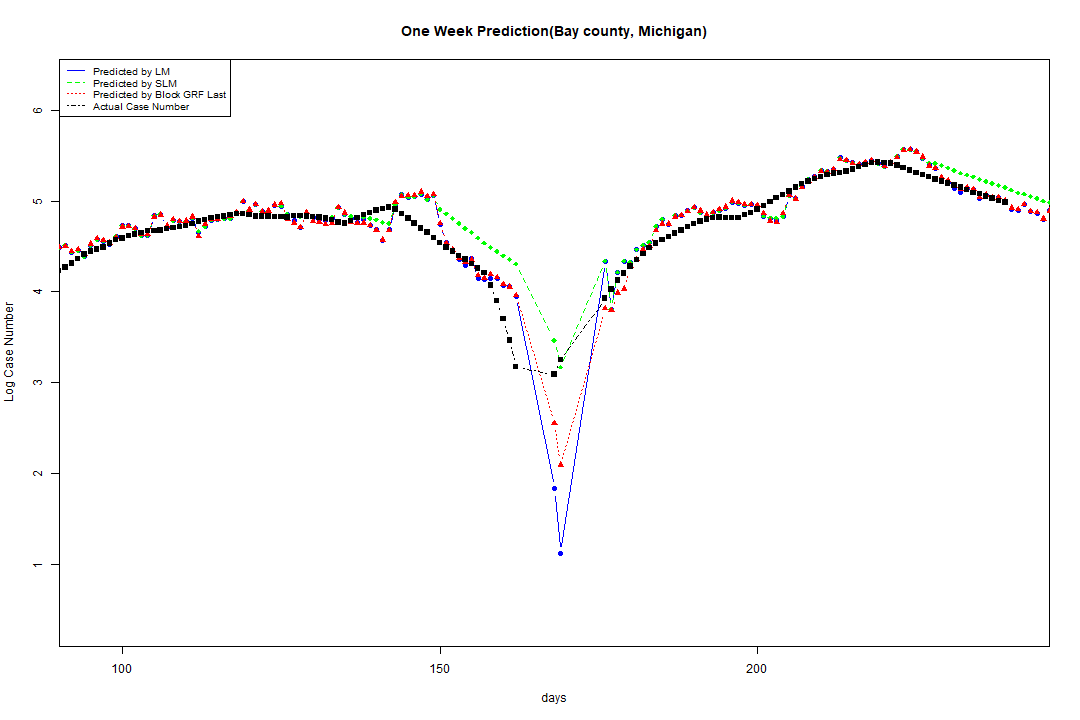 One Week Prediction(Bay county, Michigan)
Predicted by LM
Predicted by SLM
Predicted by Block GRF Last
Actual Case Number
Log Case Number
6
5
4
3
2
1
100
150
200
days